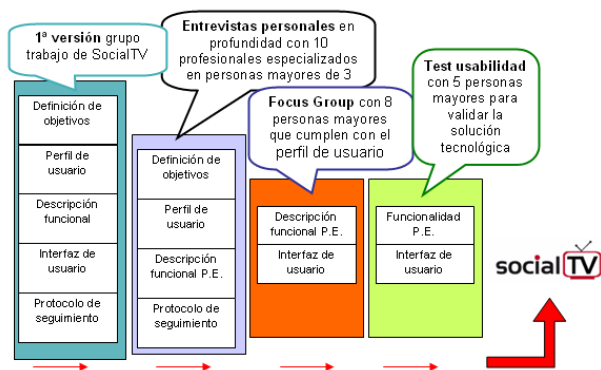 1ª versión grupo
trabajo de SocialTV
Definición de
objetivos
Perfil de
usuario
Descripción
funcional
Interfaz de
usuario
Protocolo de
seguimiento
Entrevistas personales en
profundidad con 10
profesionales especializados
en personas mayores de 3
Definición de
objetivos
Perfil de
usuario
Descripción
funcional P.E.
Protocolo de
seguimiento
Focus Group con 8
personas mayores
que cumplen con el
perfil de usuario
Descripción
funcional P.E.
Interfaz de
usuario
Test usabilidad
con 5 personas
mayores para
validar la
solución
tecnológica
Funcionalidad
P.E.
Interfaz de
usuario
social TV